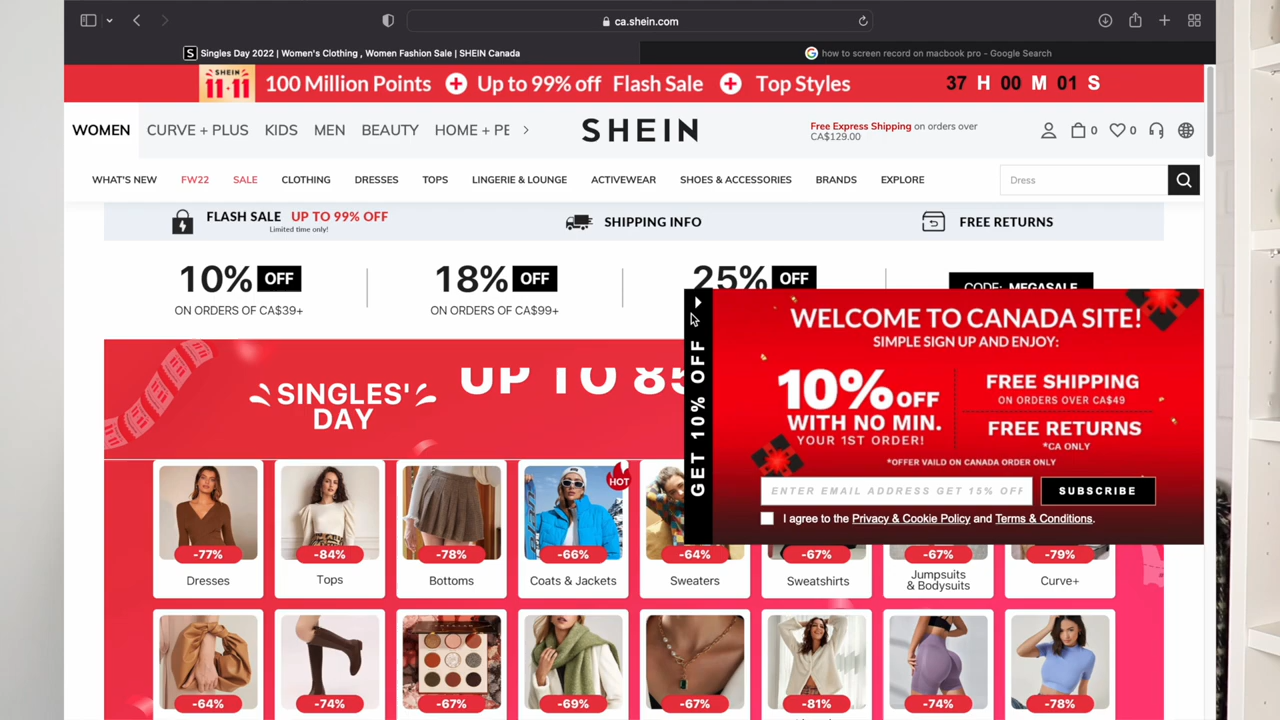 ca.shein.com
S Singles Day 2022 | Women's Clothing , Women Fashion Sale | SHEIN Canada
G how to screen record on macbook pro - Google Search
SHEIN
11·11
100 Million Points + Up to 99% off Flash Sale + Top Styles
37 H 00 M 01 S
WOMEN CURVE + PLUS KIDS MEN BEAUTY HOME + PE
SHEIN
Free Express Shipping on orders over
CA$129.00
0 0
WHAT'S NEW FW22 SALE CLOTHING DRESSES TOPS LINGERIE & LOUNGE ACTIVEWEAR SHOES & ACCESSORIES BRANDS EXPLORE
Dress
FLASH SALE UP TO 99% OFF
Limited time only!
SHIPPING INFO
FREE RETURNS
10% OFF
ON ORDERS OF CA$39+
18% OFF
ON ORDERS OF CA$99+
25% OFF
CODE: MEGASALE
GET 10% OFF
WELCOME TO CANADA SITE!
SIMPLE SIGN UP AND ENJOY:
10% OFF
WITH NO MIN.
YOUR 1ST ORDER!
FREE SHIPPING
ON ORDERS OVER CA$49
FREE RETURNS
*CA ONLY
*OFFER VAILD ON CANADA ORDER ONLY
ENTER EMAIL ADDRESS GET 15% OFF
SUBSCRIBE
I agree to the Privacy & Cookie Policy and Terms & Conditions.
SINGLES'
DAY
UP TO 85
HOT
-77% -84% -78% -66% -64% -67% -67% -79%
Dresses Tops Bottoms Coats & Jackets Sweaters Sweatshirts Jumpsuits
& Bodysuits Curve+
-64% -74% -67% -69% -67% -81% -74% -78%